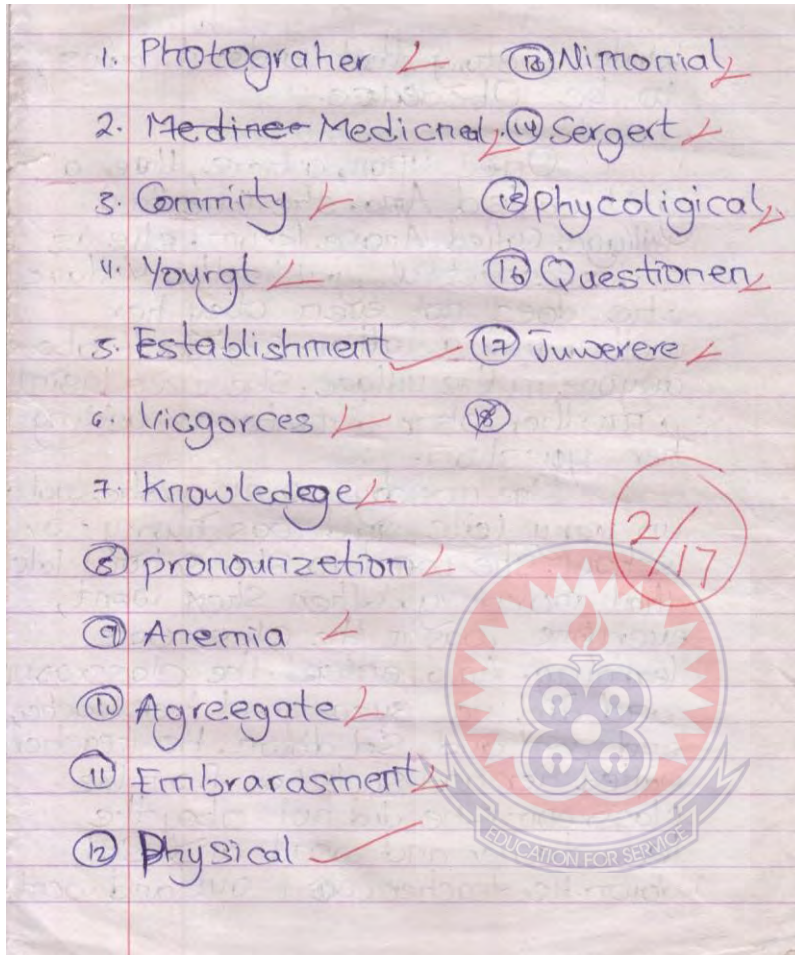 1. Photograher
2. Mediner Medicnal
3. Commirty
4. Yourgt
5. Establishment
6. Viogorces
7. Knowledege
8 pronounzetion
9 Anemia
10 Agreegate
11 Embrarasment
12 Physical
13 Nimonial
14 Sergert
15 Phycoligical
16 Questionen
17 Juwerere
18
2/17
EDUCATION FOR SERVICE